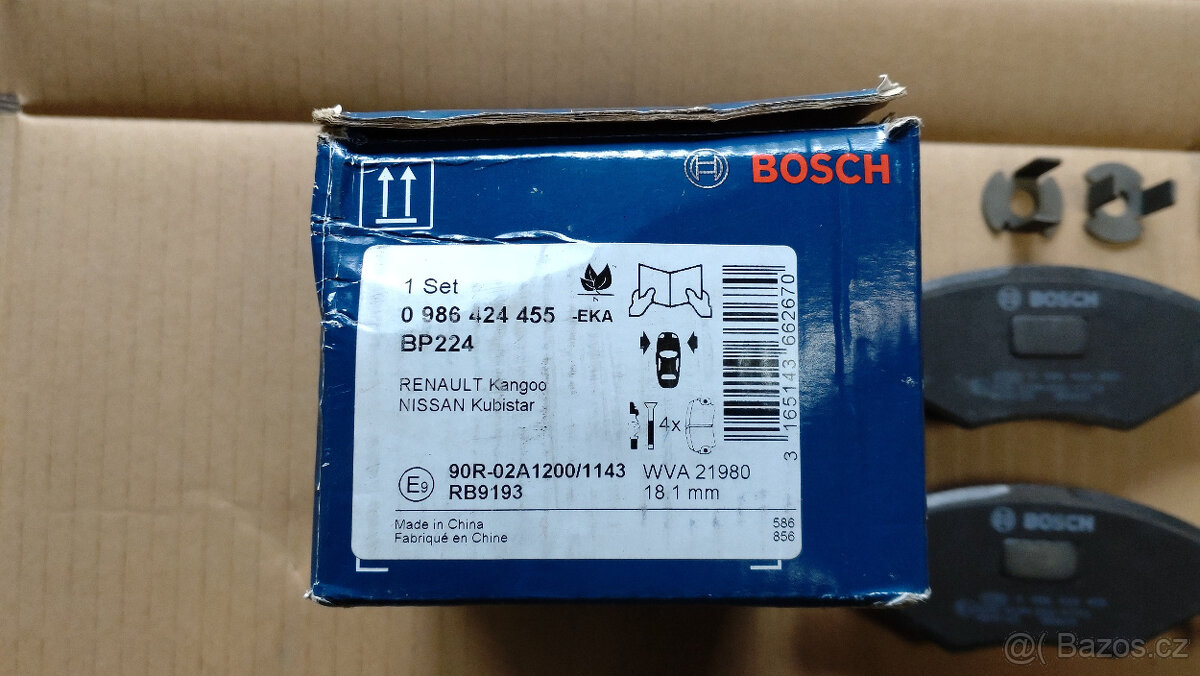 BOSCH
1 Set
0 986 424 455 -EKA
BP224
RENAULT Kangoo
NISSAN Kubistar
4x
3 165143 662670
E9
90R-02A1200/1143 WVA 21980
RB9193 18.1 mm
Made in China 586
Fabriqué en Chine 856
BOSCH
BOSCH
@( Bazos.cz